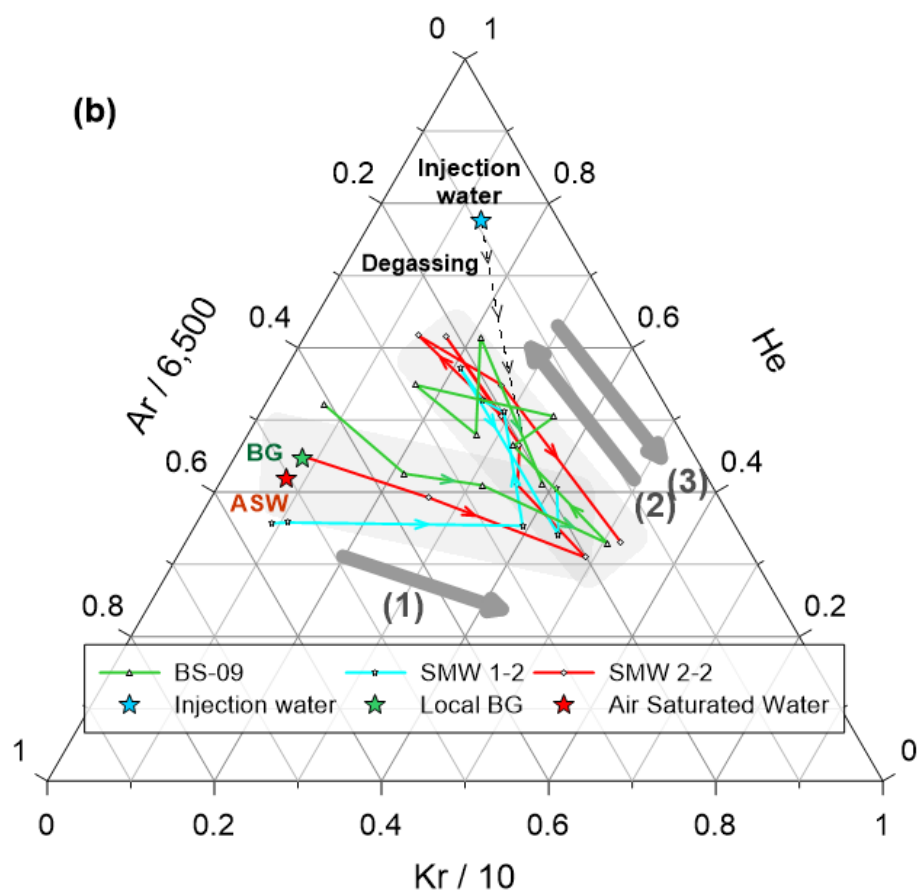 (b)
0 1
0.2 0.8
Injection
water
Degassing
0.4 0.6
Ar / 6,500
He
BG
0.6 0.4
ASW
(2) (3)
(1)
0.8 0.2
BS-09 SMW 1-2 SMW 2-2
Injection water Local BG Air Saturated Water
1 0
0 0.2 0.4 0.6 0.8 1
Kr / 10